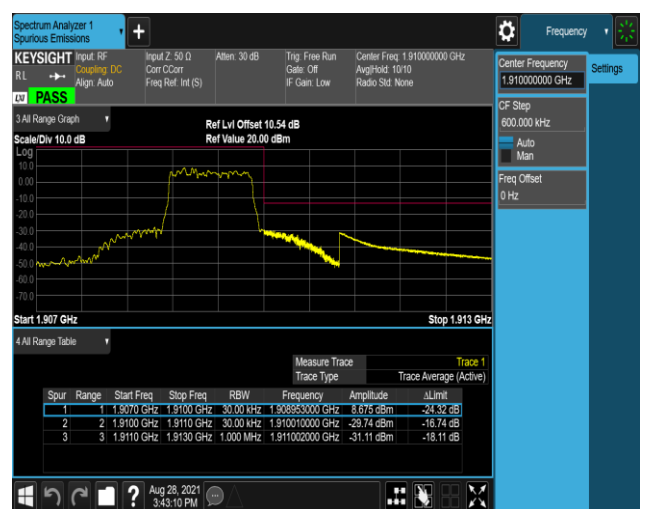 Spectrum Analyzer 1
Spurious Emissions
Frequency
KEYSIGHT
RL
LXI
PASS
Input: RF
Coupling: DC
Align: Auto
Input Z: 50 Ω
Corr CCorr
Freq Ref: Int (S)
Atten: 30 dB
Trig: Free Run
Gate: Off
IF Gain: Low
Center Freq: 1.910000000 GHz
Avg|Hold: 10/10
Radio Std: None
Center Frequency
1.910000000 GHz
Settings
CF Step
600.000 kHz
Auto
Man
Freq Offset
0 Hz
3 All Range Graph
Scale/Div 10.0 dB
Ref Lvl Offset 10.54 dB
Ref Value 20.00 dBm
Log
10.0
0.00
-10.0
-20.0
-30.0
-40.0
-50.0
-60.0
-70.0
Start 1.907 GHz
Stop 1.913 GHz
4 All Range Table
Measure Trace Trace 1
Trace Type Trace Average (Active)
Spur Range Start Freq Stop Freq RBW Frequency Amplitude ΔLimit
1 1 1.9070 GHz 1.9100 GHz 30.00 kHz 1.908953000 GHz 8.675 dBm -24.32 dB
2 2 1.9100 GHz 1.9110 GHz 30.00 kHz 1.910010000 GHz -29.74 dBm -16.74 dB
3 3 1.9110 GHz 1.9130 GHz 1.000 MHz 1.911002000 GHz -31.11 dBm -18.11 dB
?
Aug 28, 2021
3:43:10 PM